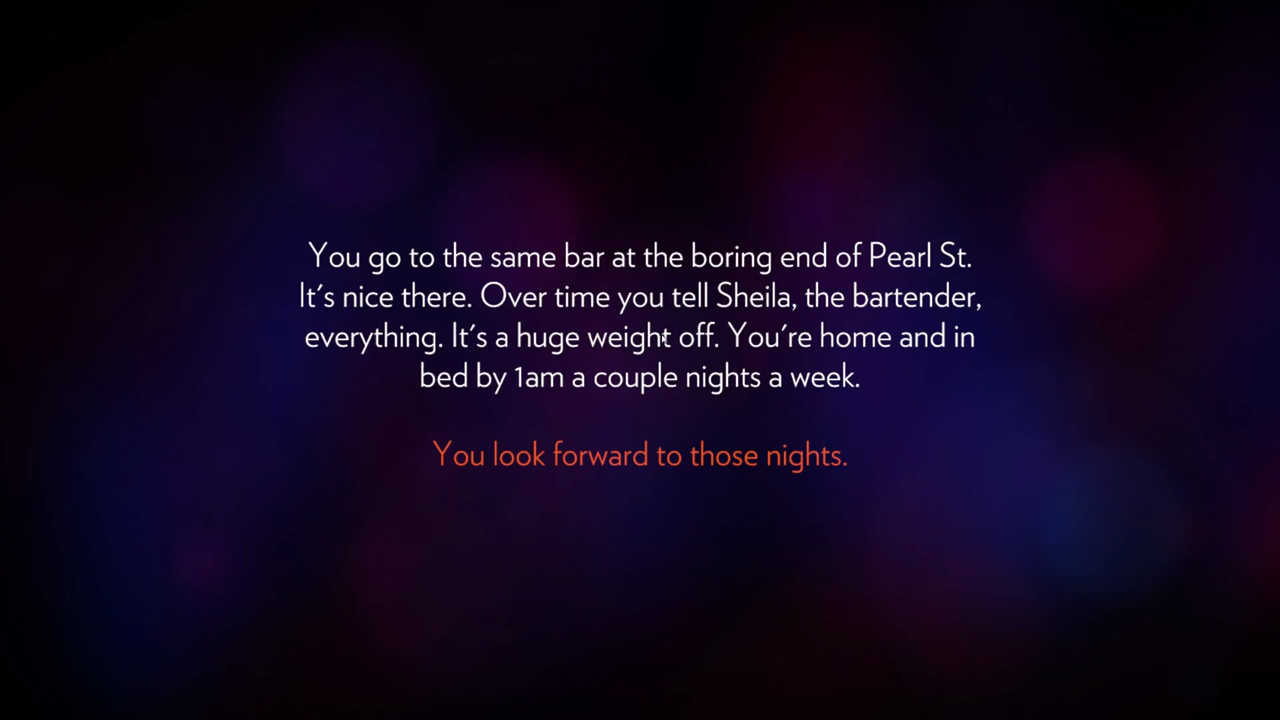 You go to the same bar at the boring end of Pearl St.
It's nice there. Over time you tell Sheila, the bartender,
everything. It's a huge weight off. You're home and in
bed by 1am a couple nights a week.
You look forward to those nights.